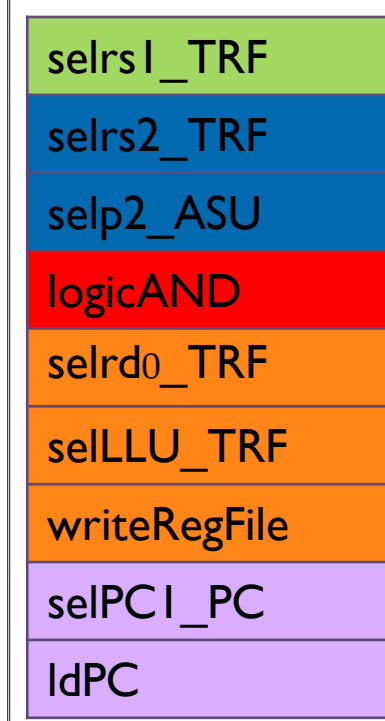 selrs1_TRF
selrs2_TRF
selp2_ASU
logicAND
selrd0_TRF
selLLU_TRF
writeRegFile
selPC1_PC
ldPC